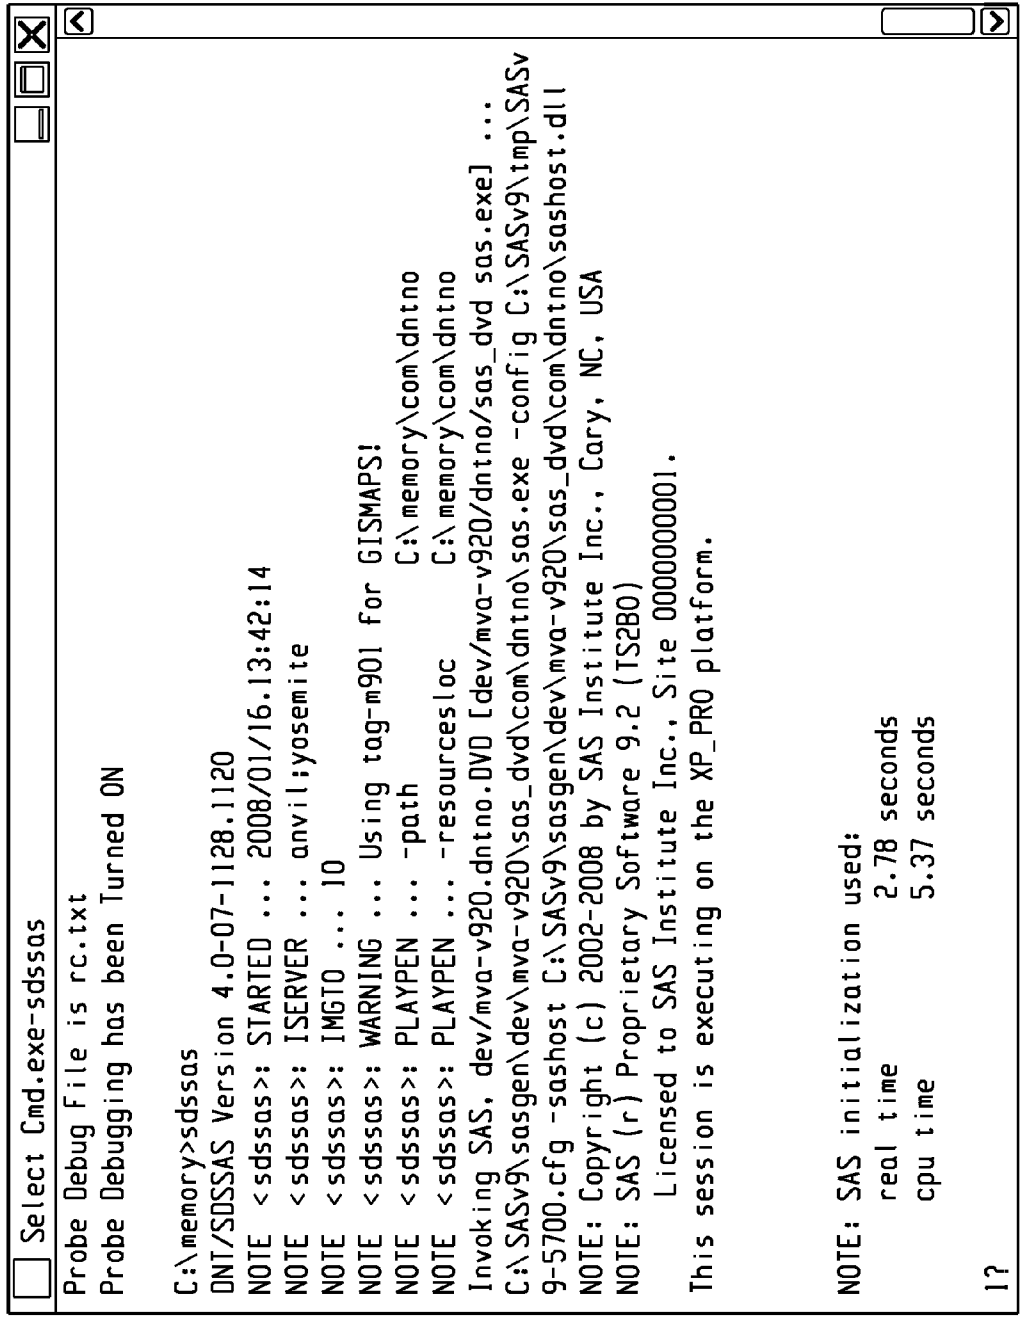 Select Cmd.exe-sdssas
Probe Debug File is rc.txt
Probe Debugging has been Turned ON
C:\memory>sdssas
DNT/SDSSAS Version 4.0-07-1128.1120
NOTE <sdssas>: STARTED ... 2008/01/16.13:42:14
NOTE <sdssas>: ISERVER ... anvil;yosemite
NOTE <sdssas>: IMGTO ... 10
NOTE <sdssas>: WARNING ... Using tag-m901 for GISMAPS!
NOTE <sdssas>: PLAYPEN ... -path C:\memory\com\dntno
NOTE <sdssas>: PLAYPEN ... -resourcesloc C:\memory\com\dntno
Invoking SAS, dev/mva-v920.dntno.DVD [dev/mva-v920/dntno/sas_dvd sas.exe] ...
C:\SASv9\sasgen\dev\mva-v920\sas_dvd\com\dntno\sas.exe -config C:\SASv9\tmp\SASv
9-5700.cfg -sashost C:\SASv9\sasgen\dev\mva-v920\sas_dvd\com\dntno\sashost.dll
NOTE: Copyright (c) 2002-2008 by SAS Institute Inc., Cary, NC, USA
NOTE: SAS (r) Proprietary Software 9.2 (TS2B0)
Licensed to SAS Institute Inc., Site 0000000001.
This session is executing on the XP_PRO platform.
NOTE: SAS initialization used:
real time 2.78 seconds
cpu time 5.37 seconds
1?